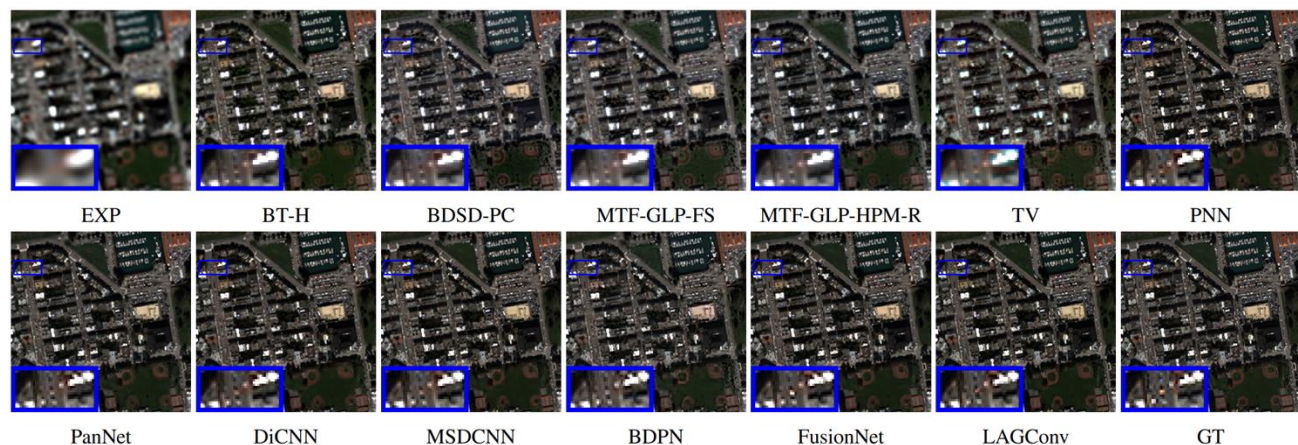 EXP BT-H BDSD-PC MTF-GLP-FS MTF-GLP-HPM-R TV PNN
PanNet DiCNN MSDCNN BDPN FusionNet LAGConv GT